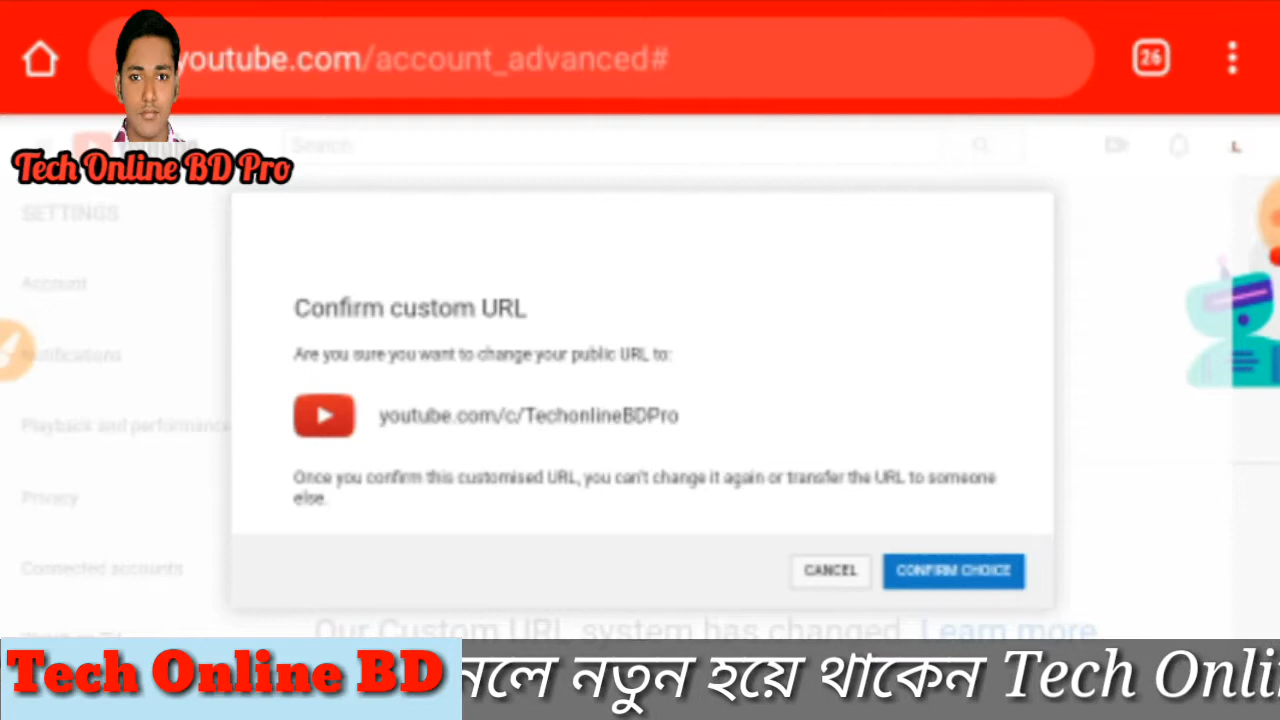 youtube.com/account_advanced#
26
Search
L
Tech Online BD Pro
SETTINGS
Account
Notifications
Playback and performance
Privacy
Connected accounts
Confirm custom URL
Are you sure you want to change your public URL to:
youtube.com/c/TechonlineBDPro
Once you confirm this customised URL, you can't change it again or transfer the URL to someone
else.
CANCEL
CONFIRM CHOICE
Our Custom URL system has changed. Learn more
Tech Online BD
নলে নতুন হয়ে থাকেন Tech Onli